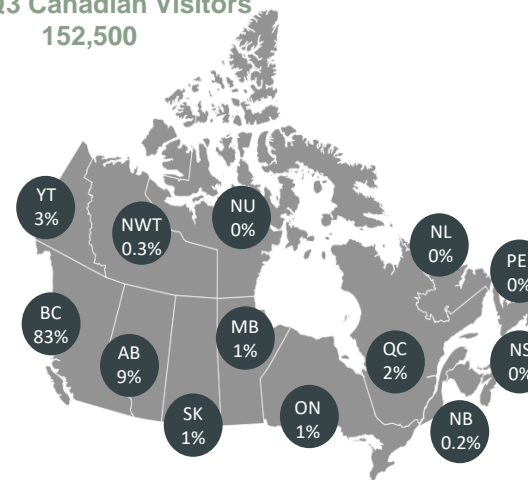 Q3 Canadian Visitors
152,500
YT
3%
NWT
0.3%
NU
0%
NL
0%
PE
0%
BC
83%
AB
9%
MB
1%
QC
2%
NS
0%
SK
1%
ON
1%
NB
0.2%